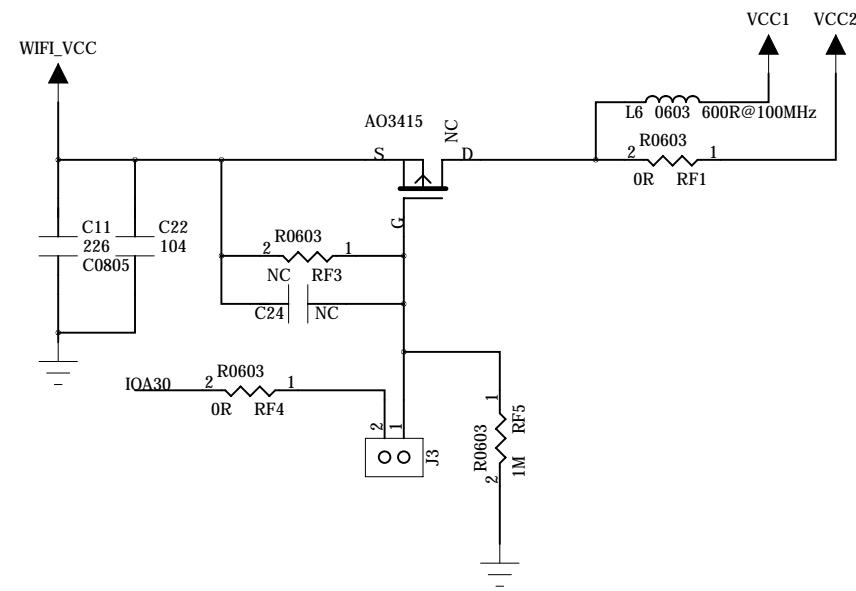 VCC1 VCC2
WIFI_VCC
L6 0603 600R@100MHz
AO3415
NC
R0603
S D
2 1
0R RF1
G
C11 C22
226 104
C0805
R0603
2 1
NC RF3
C24 NC
R0603
IOA30 2 1
0R RF4
2 1
J3
1
R0603 RF5
1M
2